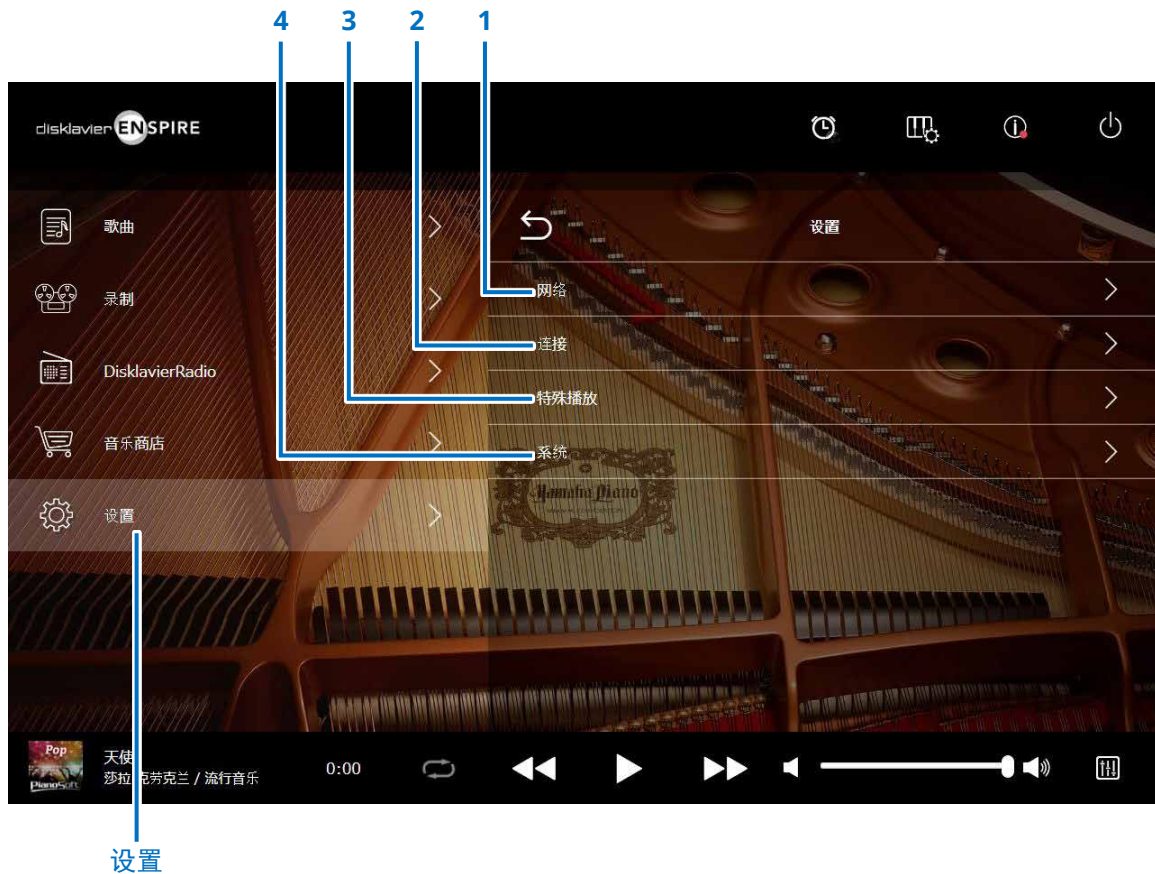 4 3 2 1
disklavier ENSPIRE
歌曲
设置
网络
录制
连接
DisklavierRadio
特殊播放
音乐商店
系统
Yamaha Piano
设置
Pop
PianoSoft
天使
莎拉 克劳克兰 / 流行音乐
0:00
设置